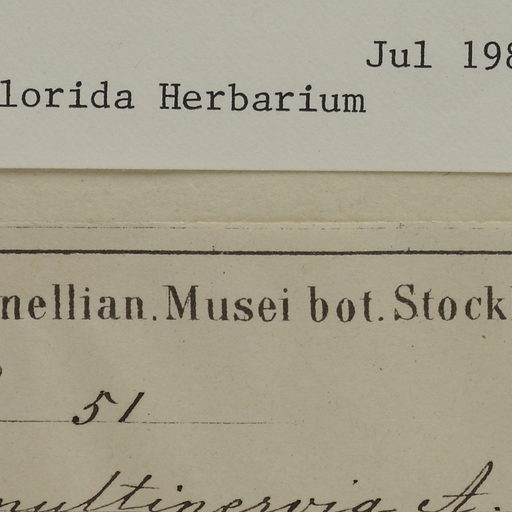 Jul 198
lorida Herbarium
nellian. Musei bot. Stock
51
multinervia A.